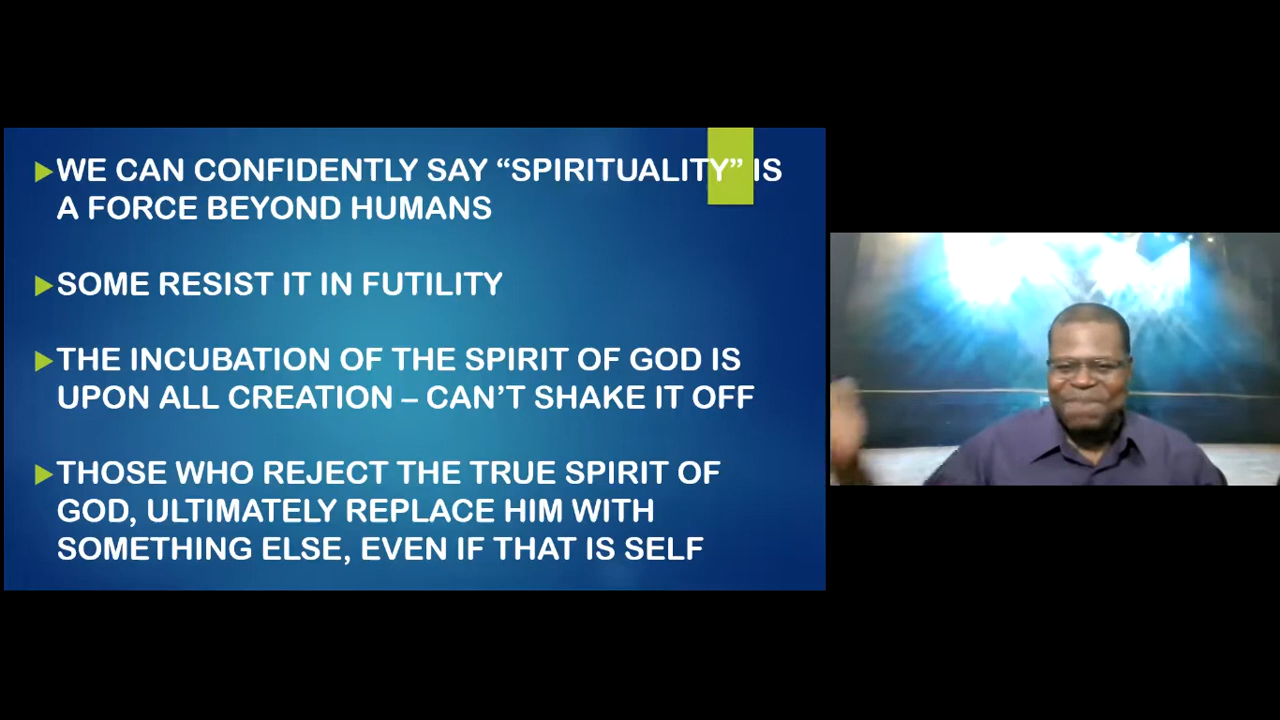 WE CAN CONFIDENTLY SAY “SPIRITUALITY” IS
A FORCE BEYOND HUMANS
SOME RESIST IT IN FUTILITY
THE INCUBATION OF THE SPIRIT OF GOD IS
UPON ALL CREATION – CAN’T SHAKE IT OFF
THOSE WHO REJECT THE TRUE SPIRIT OF
GOD, ULTIMATELY REPLACE HIM WITH
SOMETHING ELSE, EVEN IF THAT IS SELF